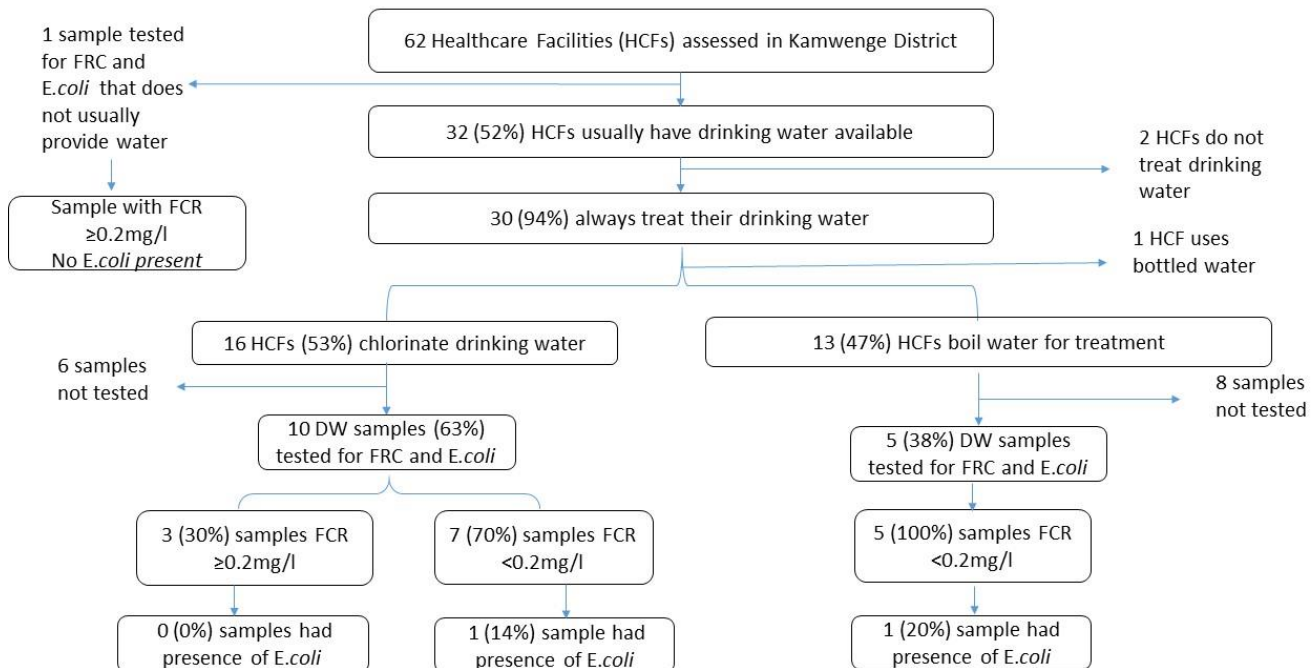 1 sample tested
for FRC and
E.coli that does
not usually
provide water
62 Healthcare Facilities (HCFs) assessed in Kamwenge District
32 (52%) HCFs usually have drinking water available
2 HCFs do not
treat drinking
water
Sample with FCR
≥0.2mg/l
No E.coli present
30 (94%) always treat their drinking water
1 HCF uses
bottled water
16 HCFs (53%) chlorinate drinking water
13 (47%) HCFs boil water for treatment
6 samples
not tested
8 samples
not tested
10 DW samples (63%)
tested for FRC and E.coli
5 (38%) DW samples
tested for FRC and E.coli
3 (30%) samples FCR
≥0.2mg/l
7 (70%) samples FCR
<0.2mg/l
5 (100%) samples FCR
<0.2mg/l
0 (0%) samples had
presence of E.coli
1 (14%) sample had
presence of E.coli
1 (20%) sample had
presence of E.coli